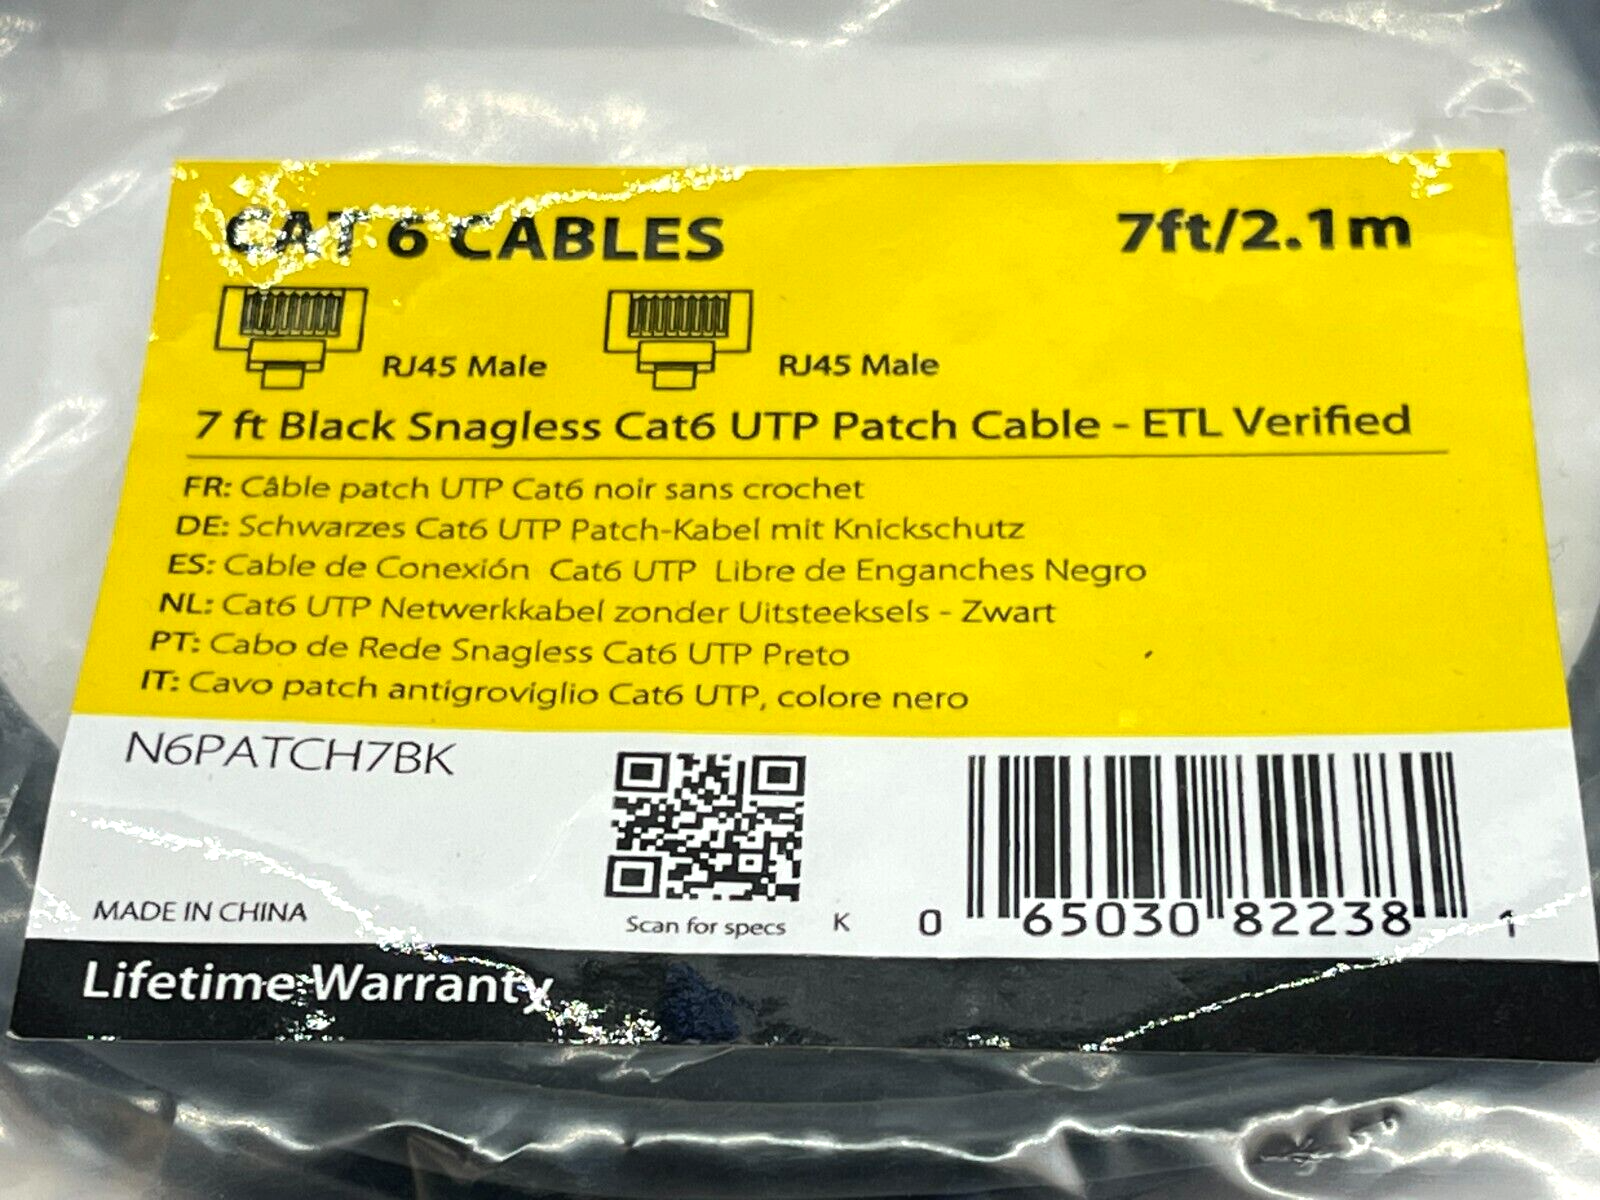 CAT 6 CABLES
7ft/2.1m
RJ45 Male
RJ45 Male
7 ft Black Snagless Cat6 UTP Patch Cable - ETL Verified
FR: Câble patch UTP Cat6 noir sans crochet
DE: Schwarzes Cat6 UTP Patch-Kabel mit Knickschutz
ES: Cable de Conexión Cat6 UTP Libre de Enganches Negro
NL: Cat6 UTP Netwerkkabel zonder Uitsteeksels - Zwart
PT: Cabo de Rede Snagless Cat6 UTP Preto
IT: Cavo patch antigroviglio Cat6 UTP, colore nero
N6PATCH7BK
MADE IN CHINA
Scan for specs
K
0 65030 82238 1
Lifetime Warranty